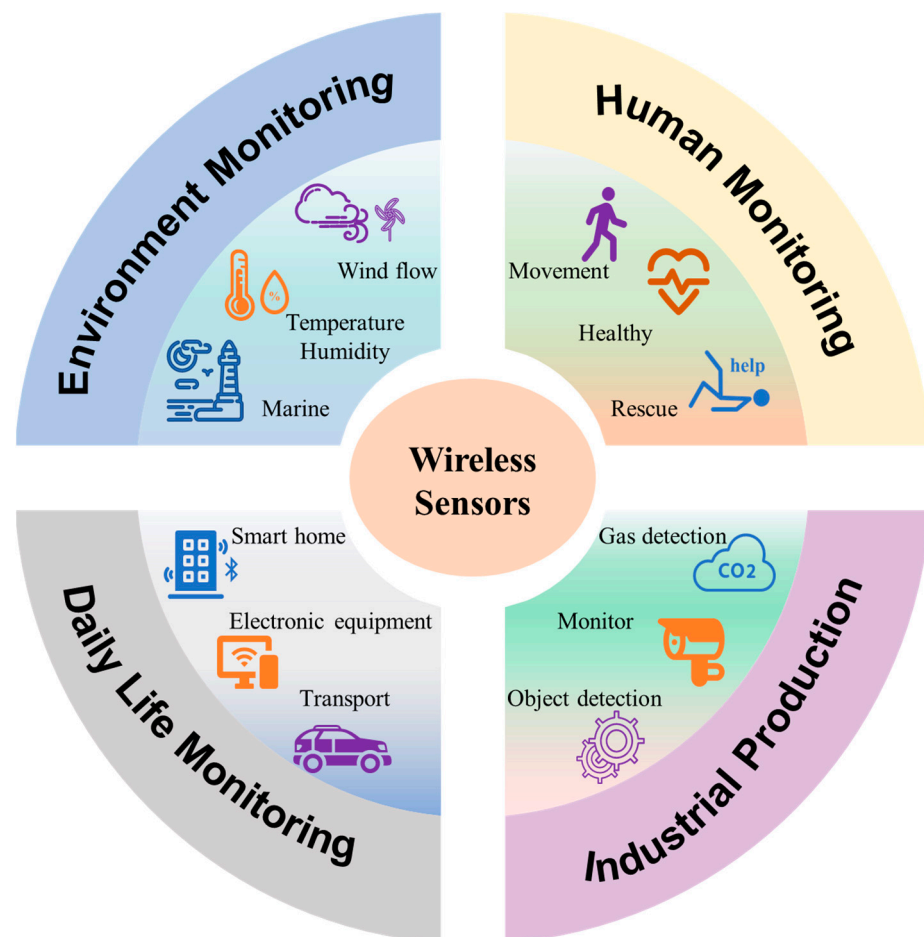 Environment Monitoring
Wind flow
%
Temperature
Humidity
Marine
Human Monitoring
Movement
Healthy
help
Rescue
Wireless
Sensors
Smart home
Electronic equipment
Transport
Daily Life Monitoring
Gas detection
CO2
Monitor
Object detection
Industrial Production